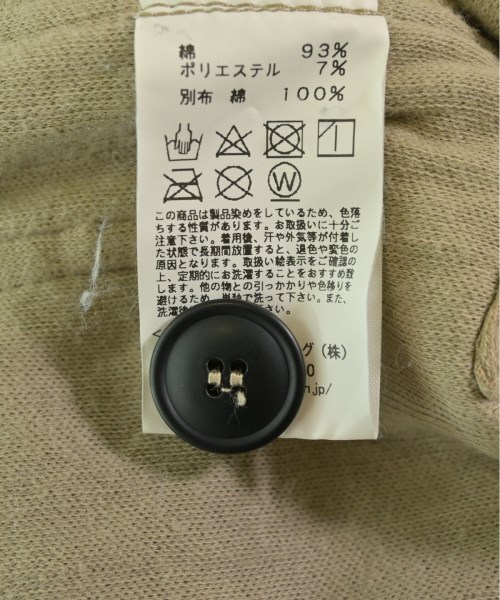 綿 93%
ポリエステル 7%
別布 綿 100%
W
この商品は製品染めをしているため、色落
ちする性質があります。お取扱いに十分ご
注意下さい。着用後、汗や外気等が付着し
た状態で長期間放置すると、退色や変色の
原因となります。取扱い絵表示をご確認の
上、定期的にお洗濯することをおすすめ致
します。他の物との引っかかりや色移りを
避けるため、単独で洗って下さい。また、
洗濯後 さい。
グ(株)
0
n.jp/